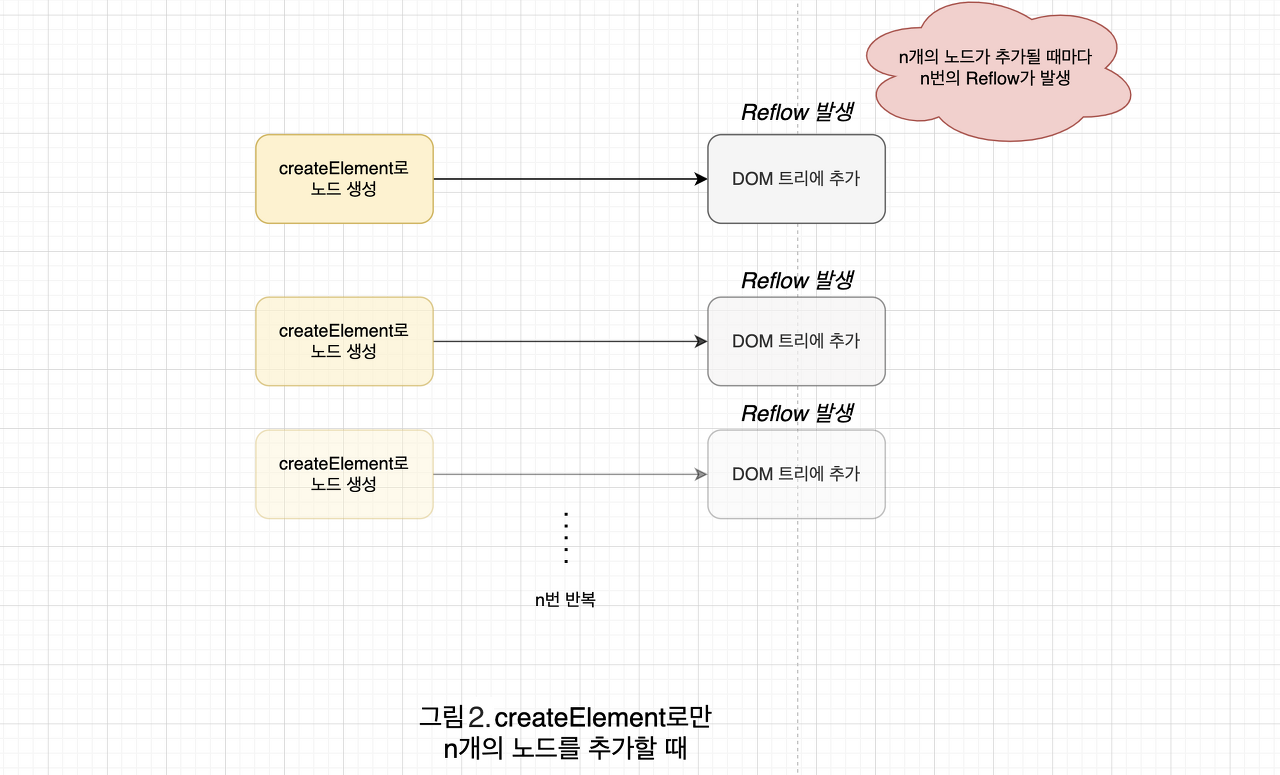 n개의 노드가 추가될 때마다
n번의 Reflow가 발생
Reflow 발생
createElement로
노드 생성
DOM 트리에 추가
Reflow 발생
createElement로
노드 생성
DOM 트리에 추가
Reflow 발생
createElement로
노드 생성
DOM 트리에 추가
n번 반복
그림 2. createElement로만
n개의 노드를 추가할 때